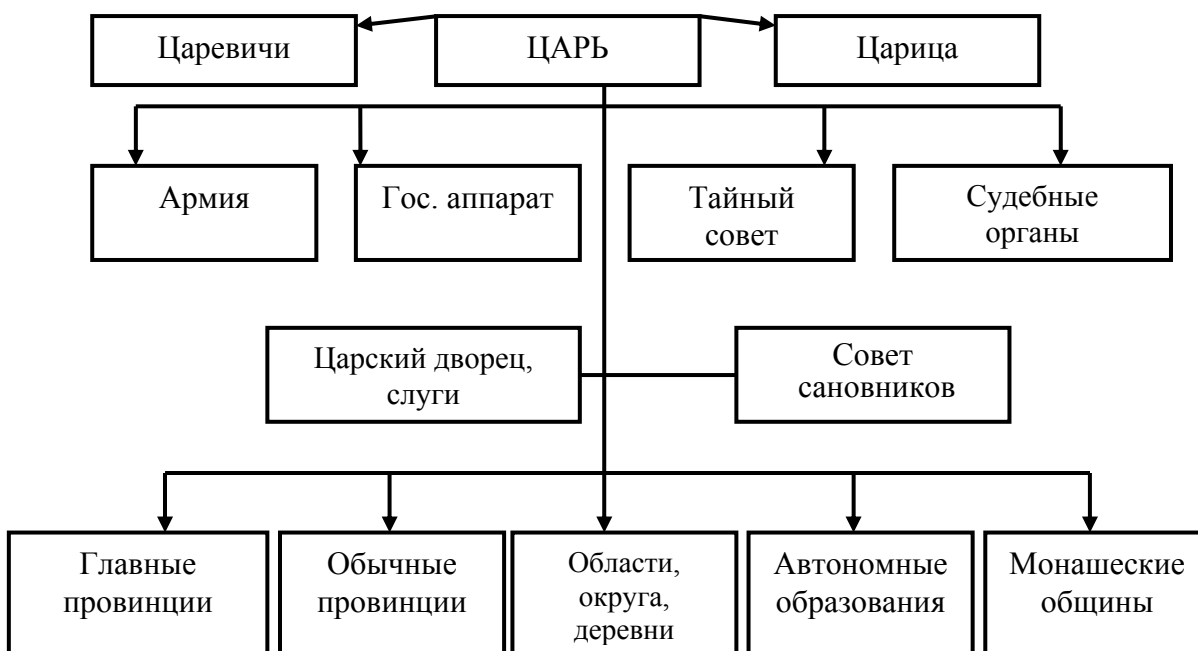 Царевичи
ЦАРЬ
Царица
Армия
Гос. аппарат
Тайный
совет
Судебные
органы
Царский дворец,
слуги
Совет
сановников
Главные
провинции
Обычные
провинции
Области,
округа,
деревни
Автономные
образования
Монашеские
общины